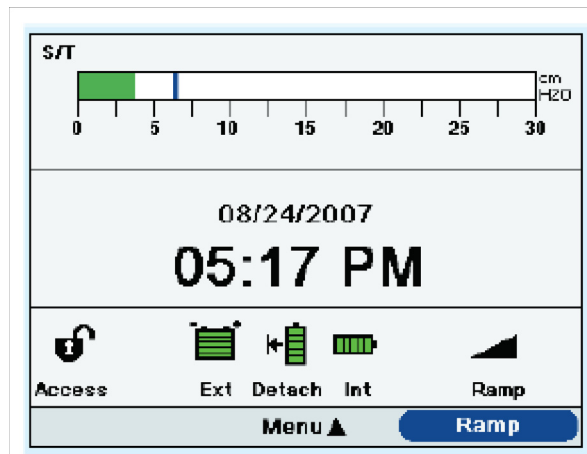 S/T
cm
H2O
0 5 10 15 20 25 30
08/24/2007
05:17 PM
Access Ext Detach Int Ramp
Menu Ramp